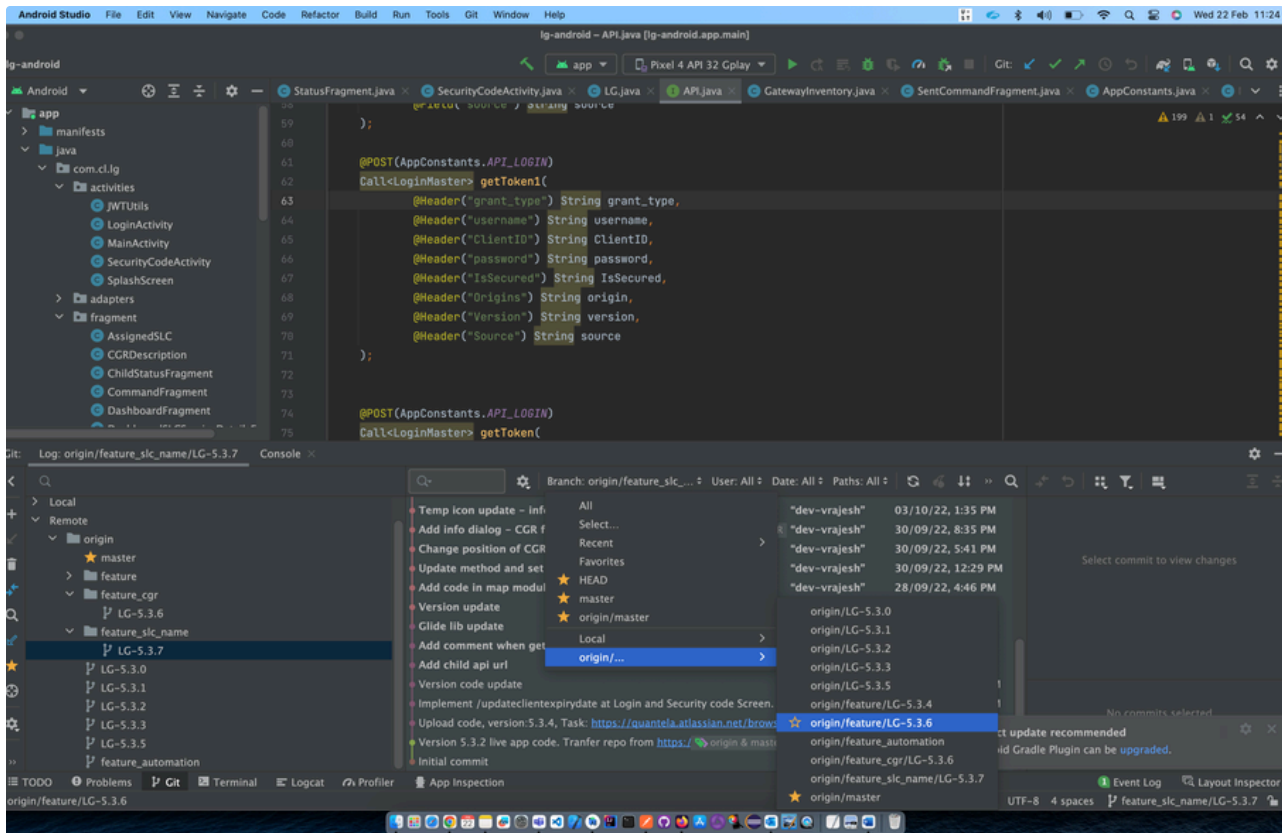 Android Studio File Edit View Navigate Code Refactor Build Run Tools Git Window Help Wed 22 Feb 11:24
lg-android – API.java [lg-android.app.main]
lg-android app Pixel 4 API 32 Gplay Git:
Android StatusFragment.java SecurityCodeActivity.java LG.java API.java GatewayInventory.java SentCommandFragment.java AppConstants.java
app
manifests
java
com.cl.lg
activities
JWTUtils
LoginActivity
MainActivity
SecurityCodeActivity
SplashScreen
adapters
fragment
AssignedSLC
CGRDescription
ChildStatusFragment
CommandFragment
DashboardFragment
199 1 54
58 @Field("source") String source
59 );
60
61 @POST(AppConstants.API_LOGIN)
62 Call<LoginMaster> getToken1(
63 @Header("grant_type") String grant_type,
64 @Header("username") String username,
65 @Header("ClientID") String ClientID,
66 @Header("password") String password,
67 @Header("IsSecured") String IsSecured,
68 @Header("Origins") String origin,
69 @Header("Version") String version,
70 @Header("Source") String source
71 );
72
73
74 @POST(AppConstants.API_LOGIN)
75 Call<LoginMaster> getToken(
Git: Log: origin/feature_slc_name/LG-5.3.7 Console
Local
Remote
origin
master
feature
feature_cgr
LG-5.3.6
feature_slc_name
LG-5.3.7
LG-5.3.0
LG-5.3.1
LG-5.3.2
LG-5.3.3
LG-5.3.5
feature_automation
Branch: origin/feature_slc_... User: All Date: All Paths: All
Temp icon update – inf "dev-vrajesh" 03/10/22, 1:35 PM
Add info dialog – CGR f "dev-vrajesh" 30/09/22, 8:35 PM
Change position of CGR "dev-vrajesh" 30/09/22, 5:41 PM
Update method and set "dev-vrajesh" 30/09/22, 12:29 PM
Add code in map modul "dev-vrajesh" 28/09/22, 4:46 PM
Version update
Glide lib update
Add comment when get
Add child api url
Version code update
Implement /updateclientexpirydate at Login and Security code Screen.
Upload code, version:5.3.4, Task: https://quantela.atlassian.net/brows
Version 5.3.2 live app code. Tranfer repo from https:/ origin & mast
Initial commit
All
Select...
Recent
Favorites
HEAD
master
origin/master
Local
origin/...
origin/LG-5.3.0
origin/LG-5.3.1
origin/LG-5.3.2
origin/LG-5.3.3
origin/LG-5.3.5
origin/feature/LG-5.3.4
origin/feature/LG-5.3.6
origin/feature_automation
origin/feature_cgr/LG-5.3.6
origin/feature_slc_name/LG-5.3.7
origin/master
Select commit to view changes
No commits selected
ct update recommended
id Gradle Plugin can be upgraded.
TODO Problems Git Terminal Logcat Profiler App Inspection Event Log Layout Inspector
origin/feature/LG-5.3.6 UTF-8 4 spaces feature_slc_name/LG-5.3.7